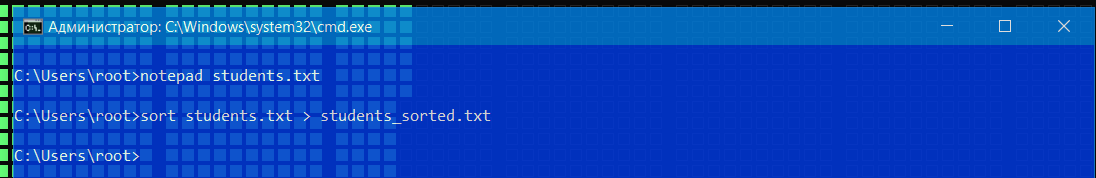 Администратор: C:\Windows\system32\cmd.exe
C:\Users\root>notepad students.txt
C:\Users\root>sort students.txt > students_sorted.txt
C:\Users\root>